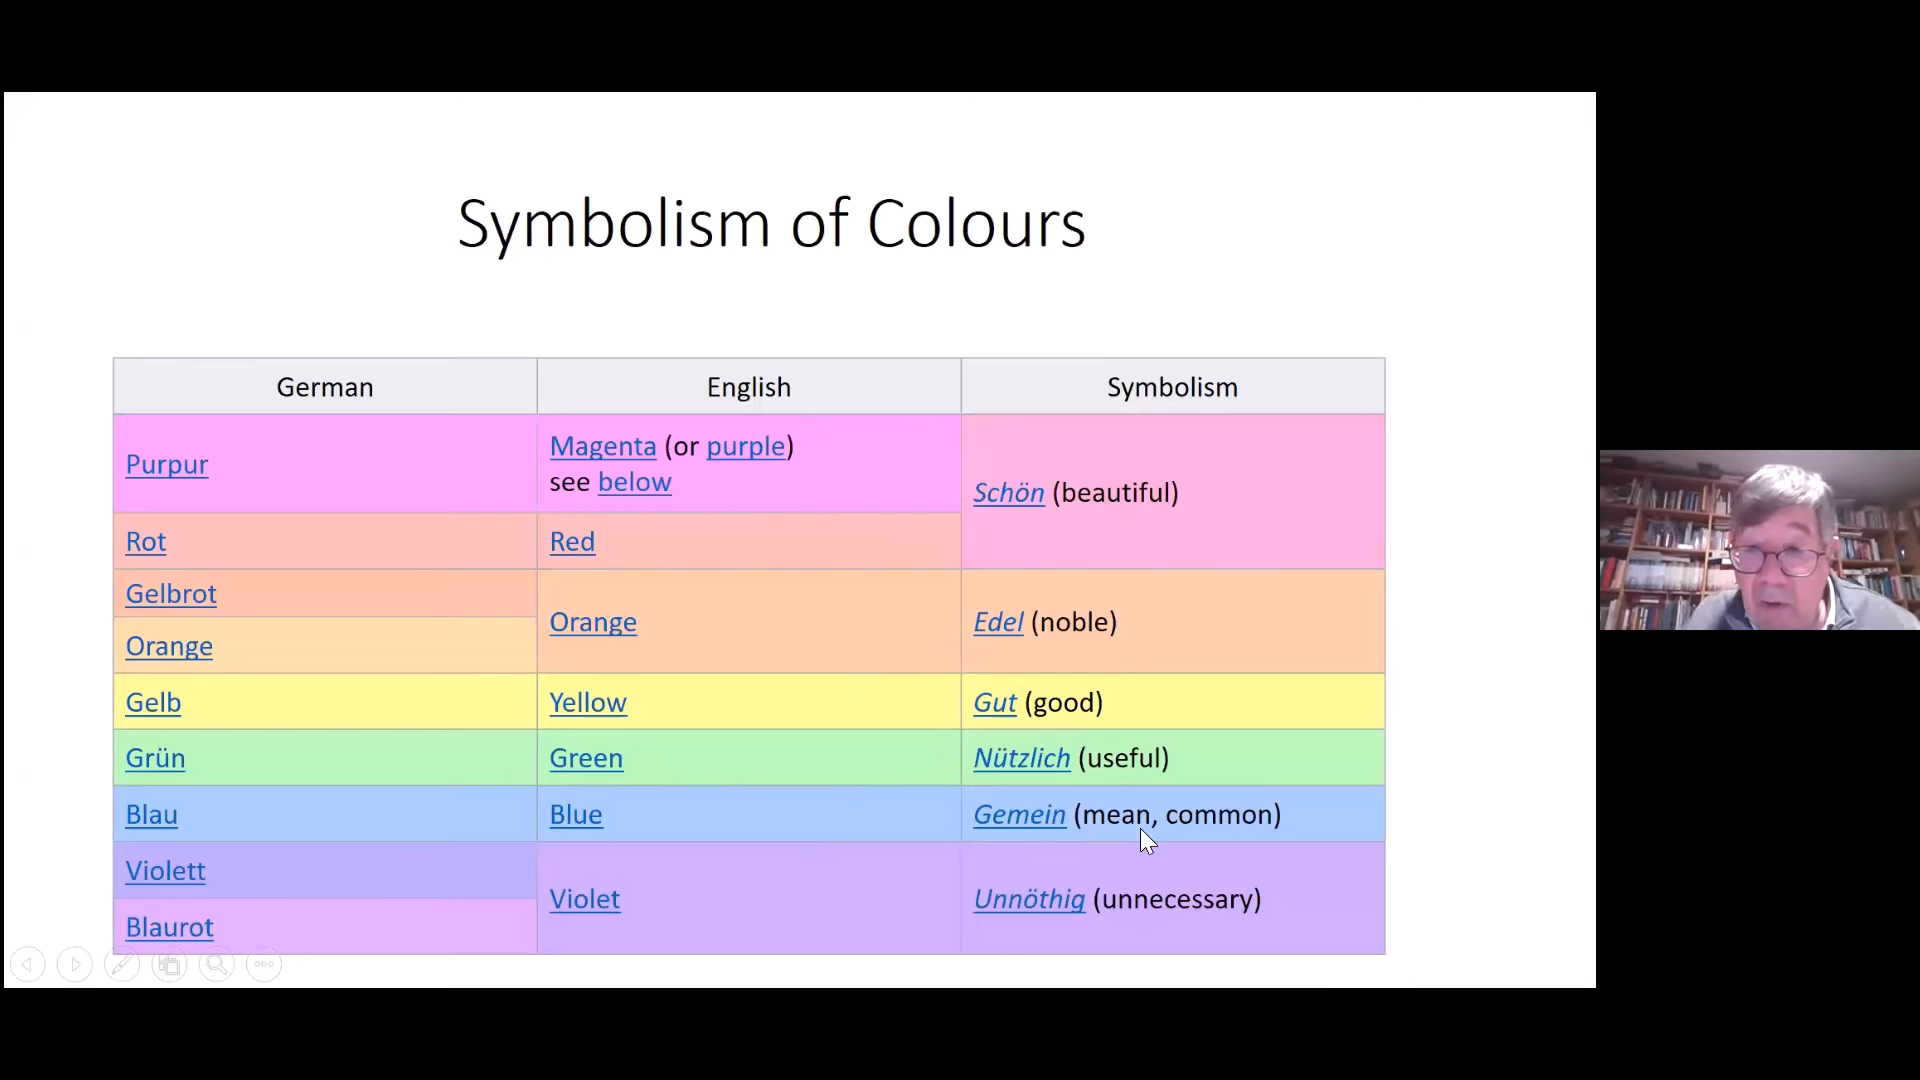 Symbolism of Colours
German English Symbolism
Purpur
Magenta (or purple)
see below
Schön (beautiful)
Rot
Red
Gelbrot
Orange
Orange
Edel (noble)
Gelb
Yellow
Gut (good)
Grün
Green
Nützlich (useful)
Blau
Blue
Gemein (mean, common)
Violett
Blaurot
Violet
Unnöthig (unnecessary)